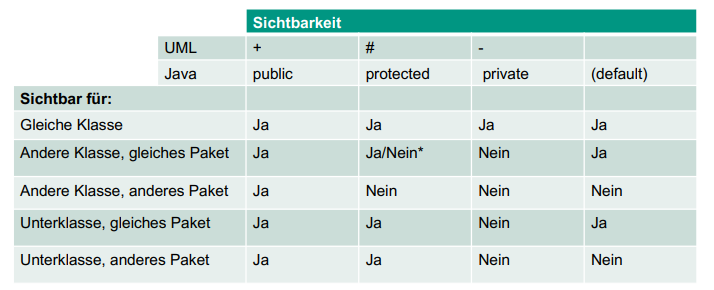 Sichtbarkeit
UML + # -
Java public protected private (default)
Sichtbar für:
Gleiche Klasse Ja Ja Ja Ja
Andere Klasse, gleiches Paket Ja Ja/Nein* Nein Ja
Andere Klasse, anderes Paket Ja Nein Nein Nein
Unterklasse, gleiches Paket Ja Ja Nein Ja
Unterklasse, anderes Paket Ja Ja Nein Nein